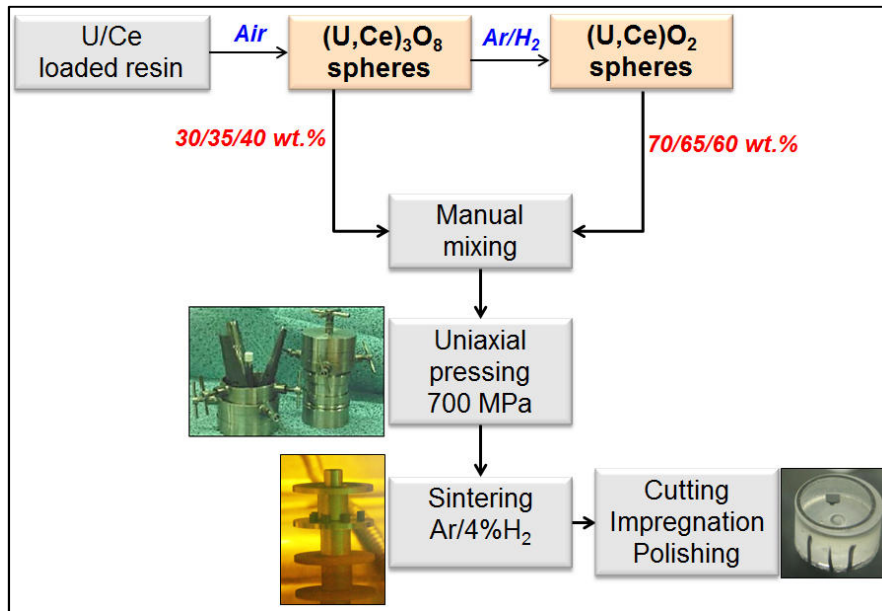 U/Ce
loaded resin
Air
(U,Ce)₃O₈
spheres
Ar/H₂
(U,Ce)O₂
spheres
30/35/40 wt.%
70/65/60 wt.%
Manual
mixing
Uniaxial
pressing
700 MPa
Sintering
Ar/4%H₂
Cutting
Impregnation
Polishing